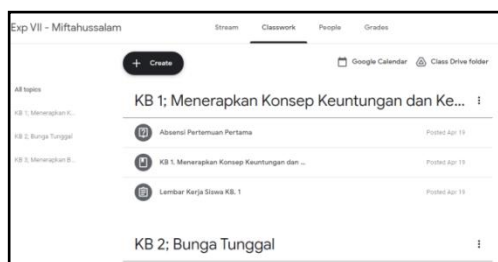 Exp VII - Miftahussalam
Stream Classwork People Grades
+ Create
Google Calendar Class Drive folder
All topics
KB 1; Menerapkan K...
KB 2; Bunga Tunggal
KB 3; Menerapkan B...
KB 1; Menerapkan Konsep Keuntungan dan Ke...
Absensi Pertemuan Pertama Posted Apr 19
KB 1. Menerapkan Konsep Keuntungan dan ... Posted Apr 19
Lembar Kerja Siswa KB. 1 Posted Apr 19
KB 2; Bunga Tunggal